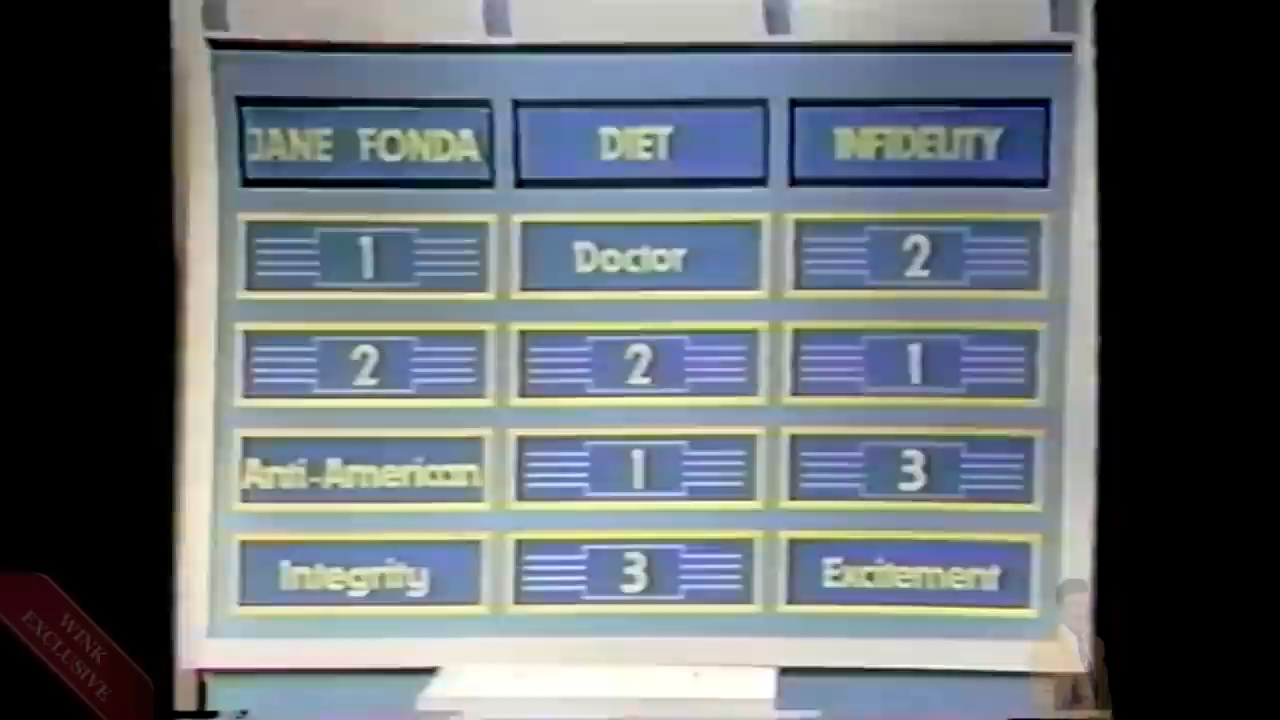 JANE FONDA DIET INFIDELITY
1 Doctor 2
2 2 1
Anti-American 1 3
Integrity 3 Excitement
WINK
EXCLUSIVE